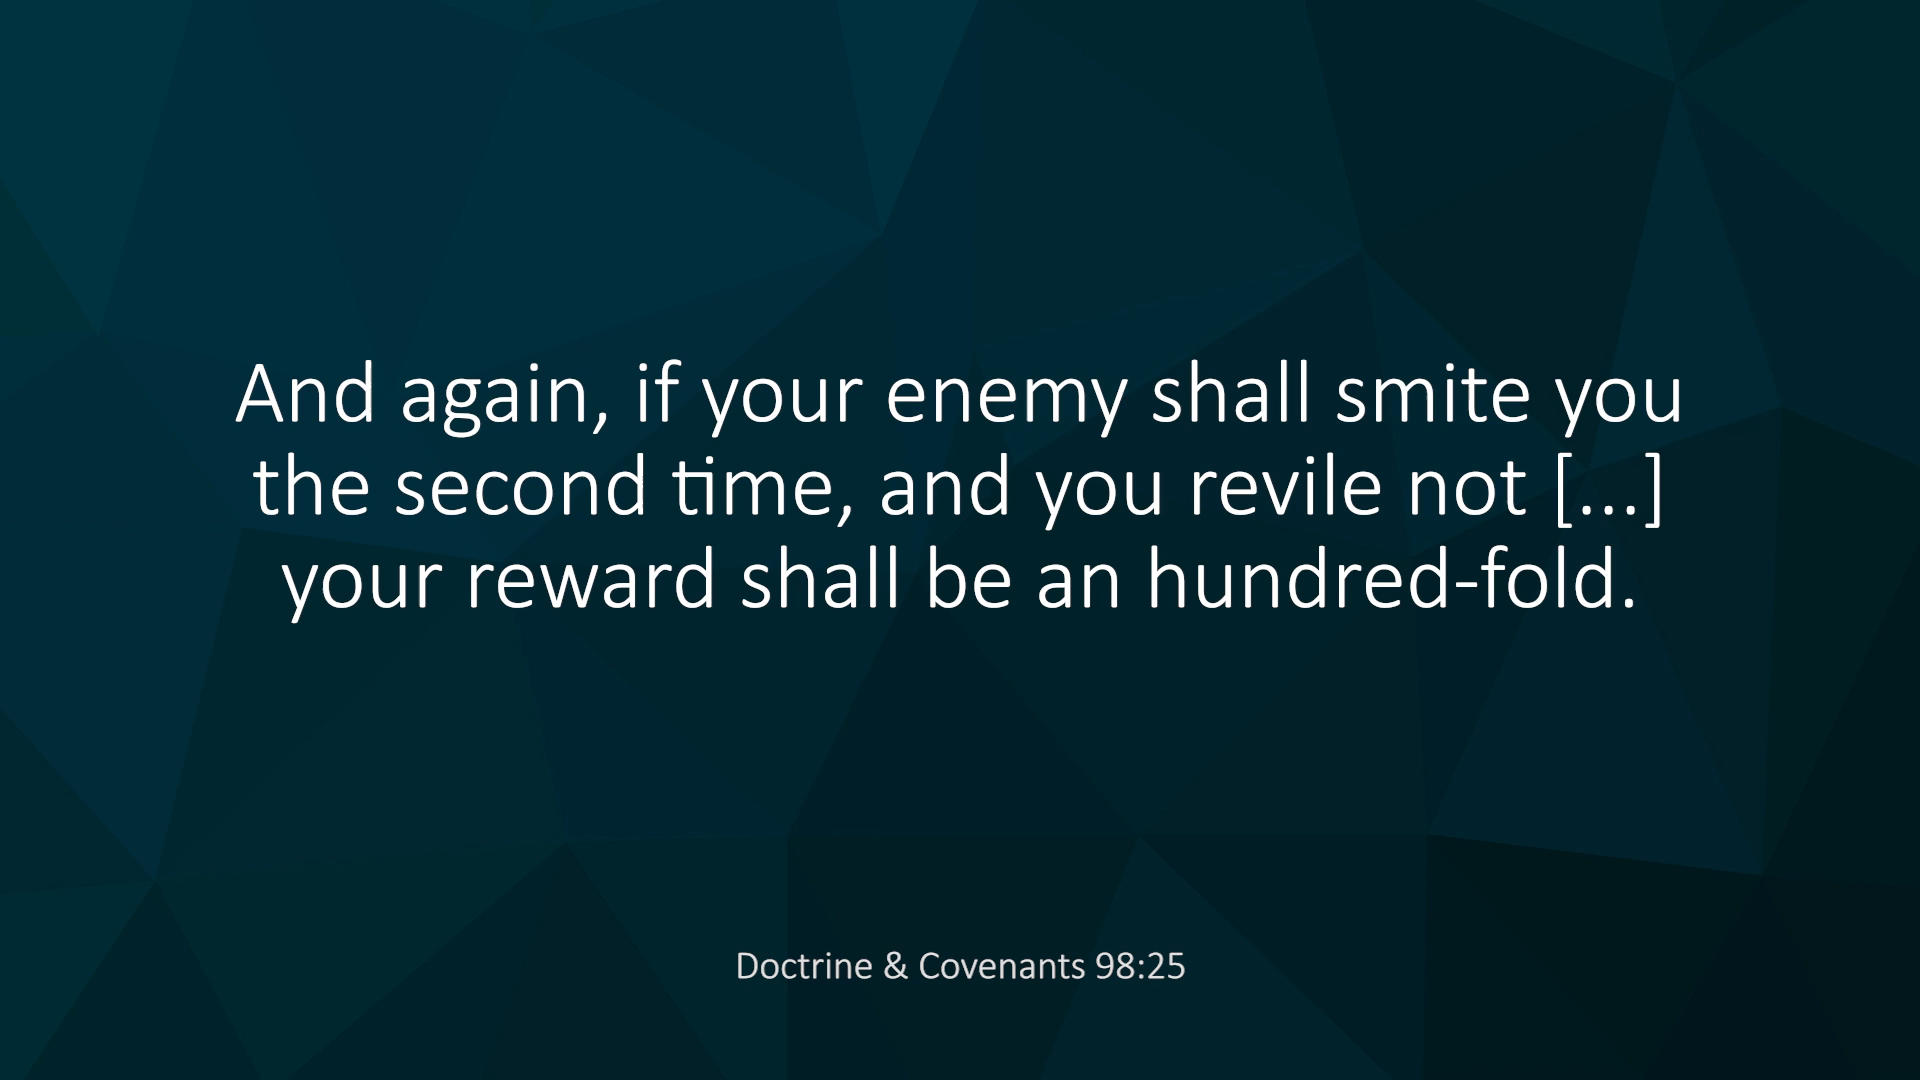 And again, if your enemy shall smite you
the second time, and you revile not [...]
your reward shall be an hundred-fold.
Doctrine & Covenants 98:25